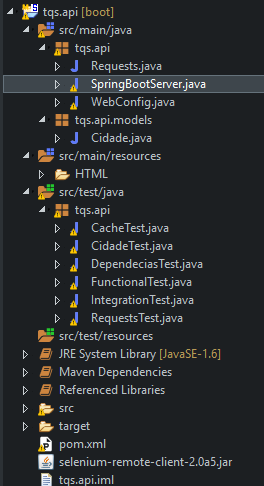 tqs.api [boot]
src/main/java
tqs.api
Requests.java
SpringBootServer.java
WebConfig.java
tqs.api.models
Cidade.java
src/main/resources
HTML
src/test/java
tqs.api
CacheTest.java
CidadeTest.java
DependeciasTest.java
FunctionalTest.java
IntegrationTest.java
RequestsTest.java
src/test/resources
JRE System Library [JavaSE-1.6]
Maven Dependencies
Referenced Libraries
src
target
pom.xml
selenium-remote-client-2.0a5.jar
tqs.api.iml